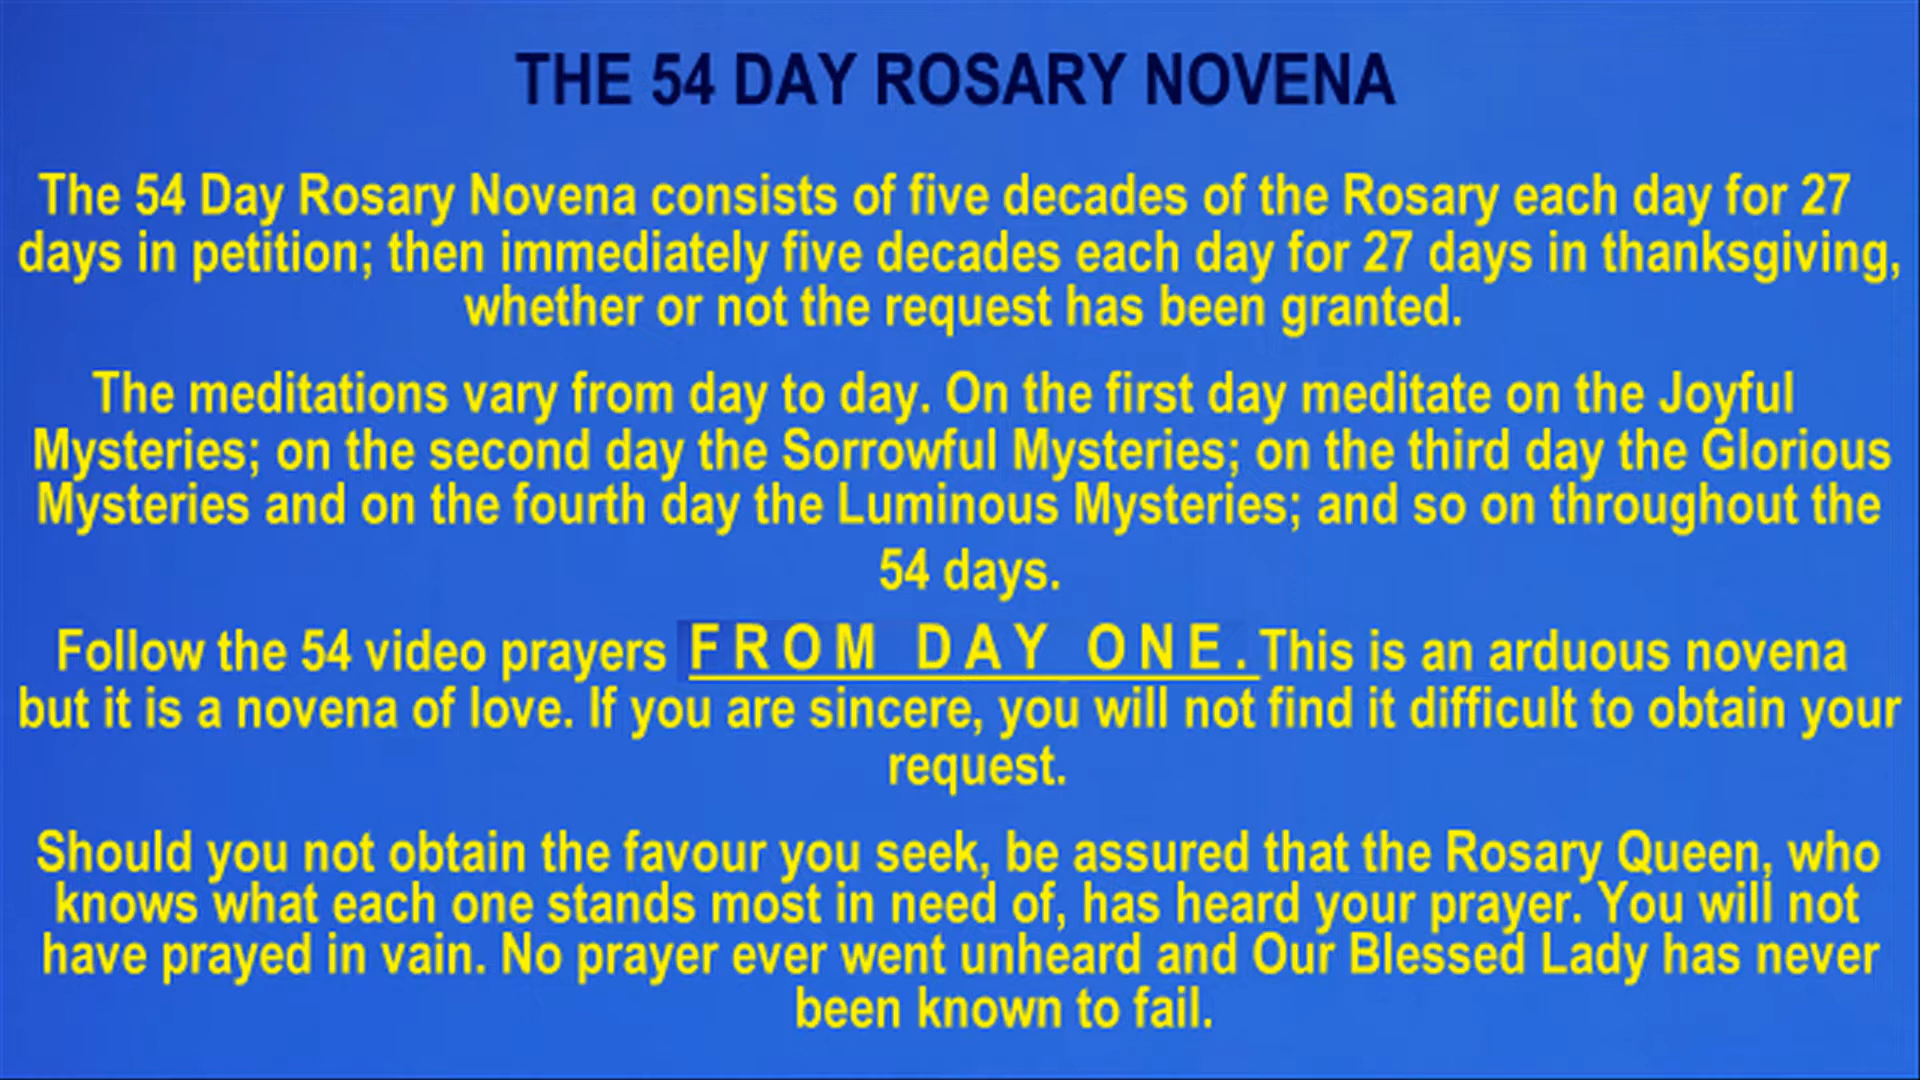 THE 54 DAY ROSARY NOVENA
The 54 Day Rosary Novena consists of five decades of the Rosary each day for 27
days in petition; then immediately five decades each day for 27 days in thanksgiving,
whether or not the request has been granted.
The meditations vary from day to day. On the first day meditate on the Joyful
Mysteries; on the second day the Sorrowful Mysteries; on the third day the Glorious
Mysteries and on the fourth day the Luminous Mysteries; and so on throughout the
54 days.
Follow the 54 video prayers FROM DAY ONE. This is an arduous novena
but it is a novena of love. If you are sincere, you will not find it difficult to obtain your
request.
Should you not obtain the favour you seek, be assured that the Rosary Queen, who
knows what each one stands most in need of, has heard your prayer. You will not
have prayed in vain. No prayer ever went unheard and Our Blessed Lady has never
been known to fail.